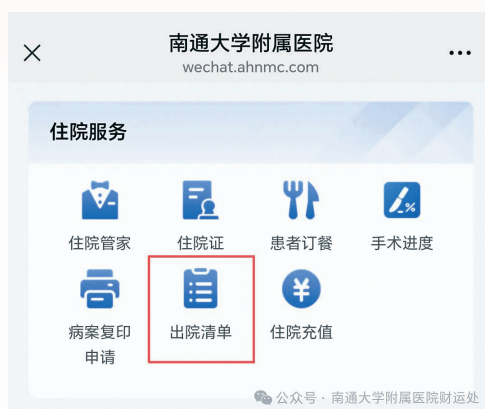 南通大学附属医院
wechat.ahnmc.com
住院服务
住院管家 住院证 患者订餐 手术进度
病案复印 出院清单 住院充值
申请
公众号 · 南通大学附属医院财运处